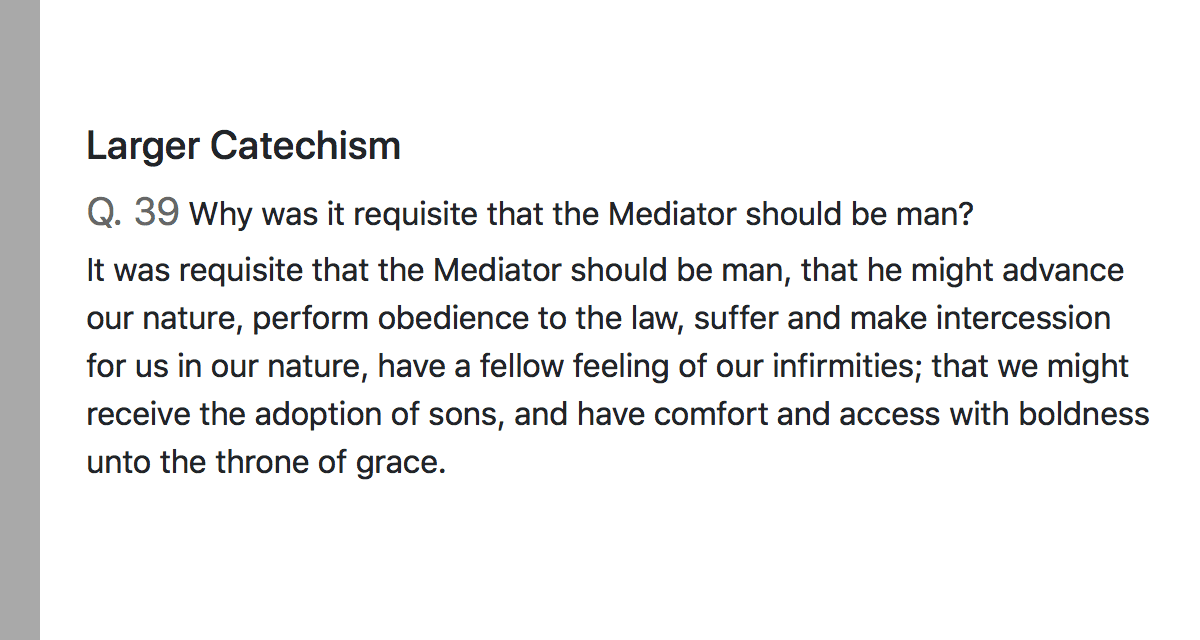 Larger Catechism
Q. 39 Why was it requisite that the Mediator should be man?
It was requisite that the Mediator should be man, that he might advance
our nature, perform obedience to the law, suffer and make intercession
for us in our nature, have a fellow feeling of our infirmities; that we might
receive the adoption of sons, and have comfort and access with boldness
unto the throne of grace.